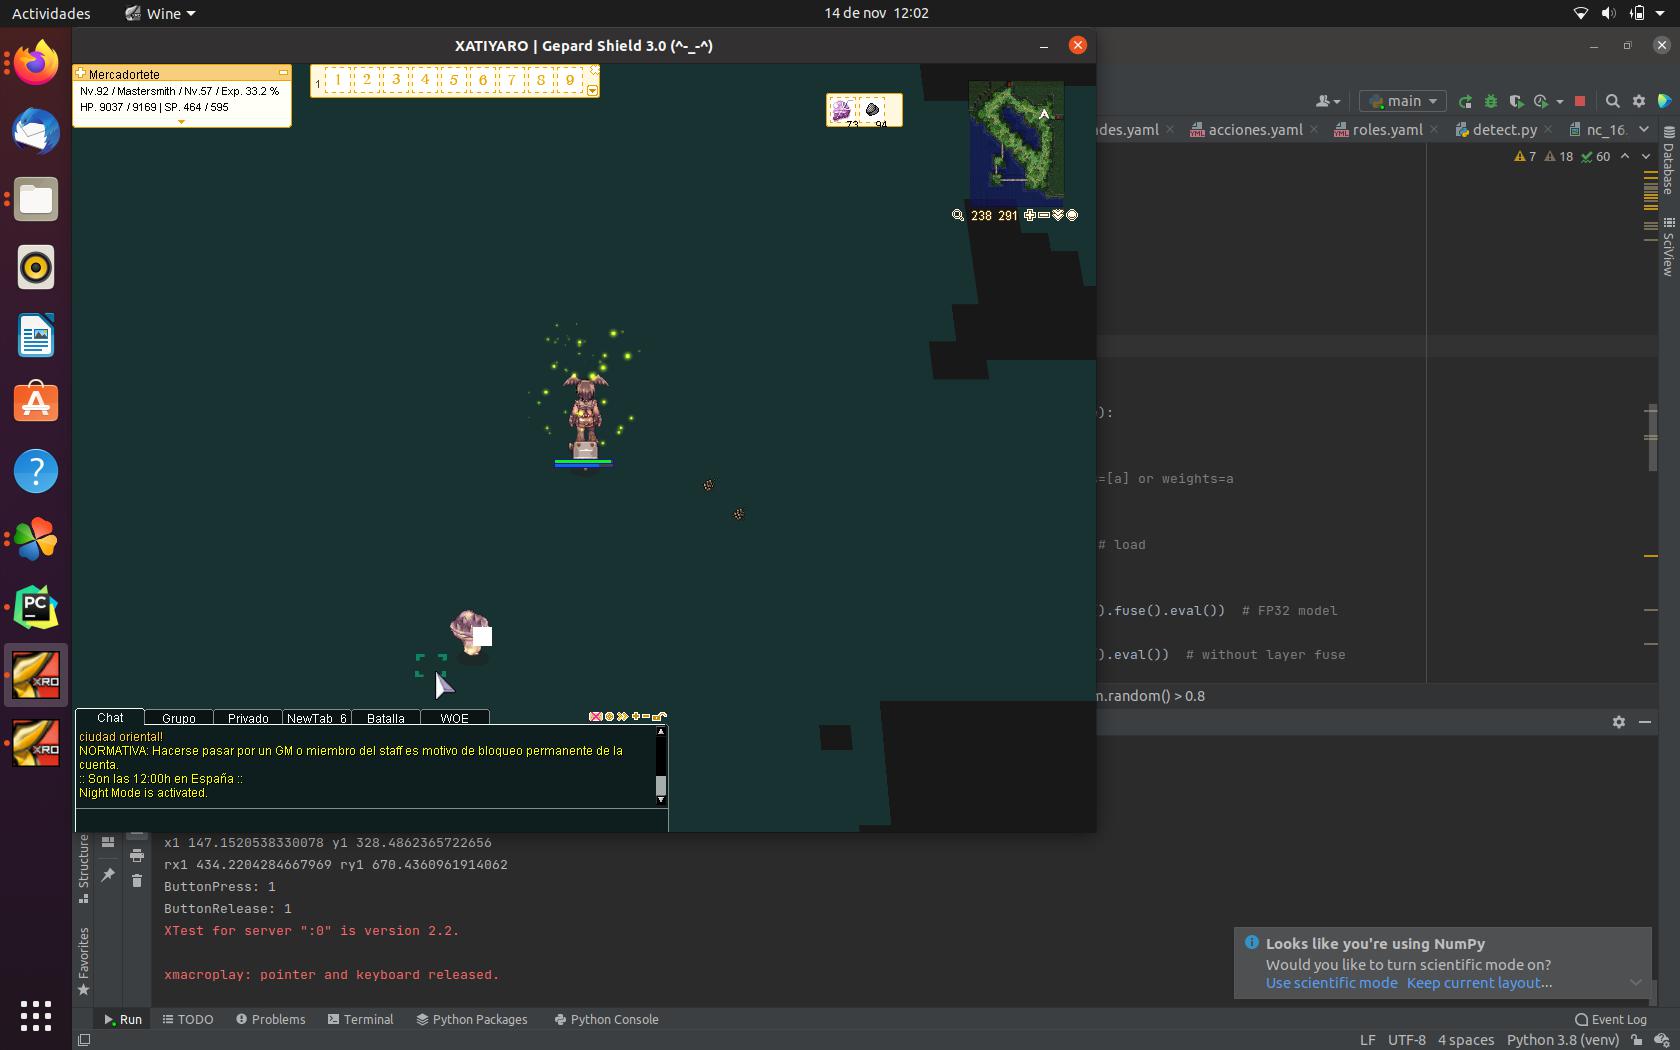 Actividades
Wine
14 de nov 12:02
XATIYARO | Gepard Shield 3.0 (^-_-^)
Mercadortete
Nv.92 / Mastersmith / Nv.57 / Exp. 33.2 %
HP. 9037 / 9169 | SP. 464 / 595
1 1 2 3 4 5 6 7 8 9
73 94
A
238 291
main
des.yaml
acciones.yaml
roles.yaml
detect.py
nc_16.
7 18 60
Database
SciView
):
=[a] or weights=a
# load
).fuse().eval()) # FP32 model
).eval()) # without layer fuse
m.random() > 0.8
PC
XRO
XRO
Chat Grupo Privado NewTab_6 Batalla WOE
ciudad oriental!
NORMATIVA: Hacerse pasar por un GM o miembro del staff es motivo de bloqueo permanente de la
cuenta.
:: Son las 12:00h en España ::
Night Mode is activated.
Structure
Favorites
x1 147.1520538330078 y1 328.4862365722656
rx1 434.2204284667969 ry1 670.4360961914062
ButtonPress: 1
ButtonRelease: 1
XTest for server ":0" is version 2.2.
xmacroplay: pointer and keyboard released.
Looks like you're using NumPy
Would you like to turn scientific mode on?
Use scientific mode Keep current layout...
Run TODO Problems Terminal Python Packages Python Console
Event Log
LF UTF-8 4 spaces Python 3.8 (venv)